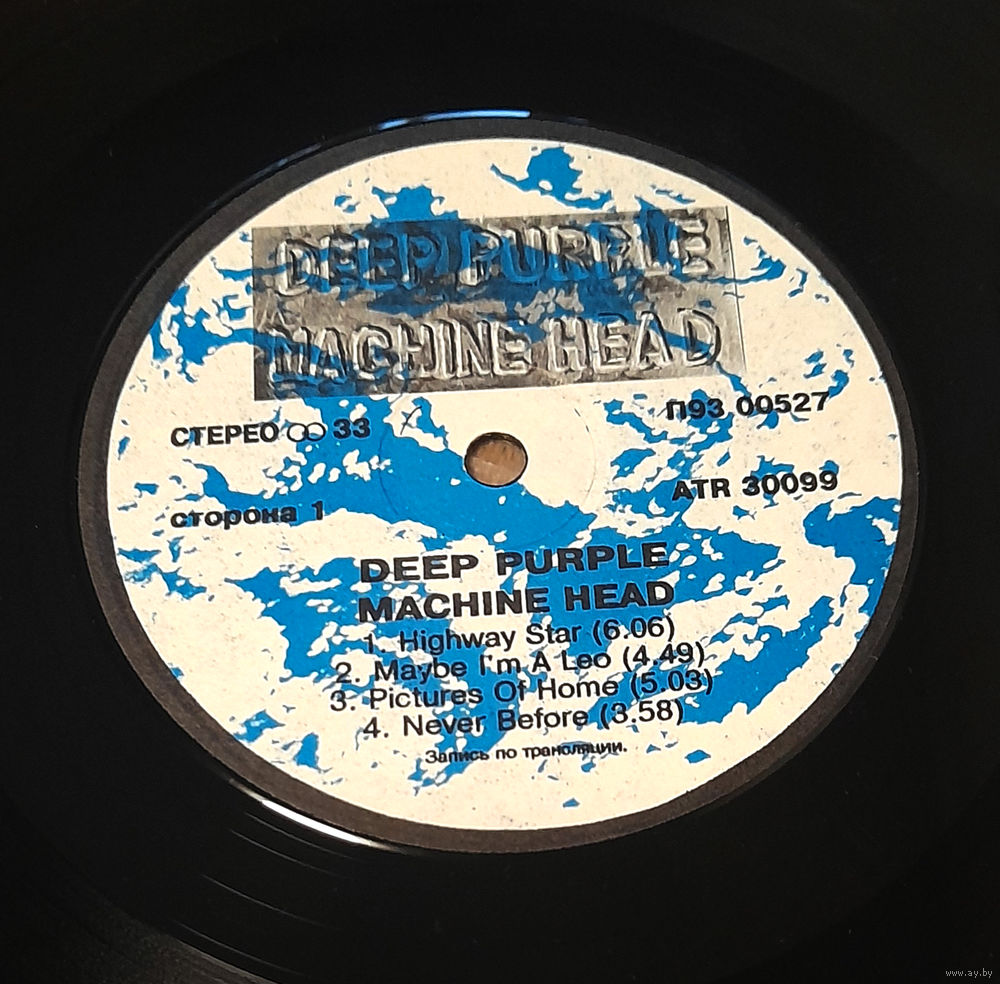 DEEP PURPLE
MACHINE HEAD
СТЕРЕО 33
П93 00527
ATR 30099
сторона 1
DEEP PURPLE
MACHINE HEAD
1. Highway Star (6.06)
2. Maybe I'm A Leo (4.49)
3. Pictures Of Home (5.03)
4. Never Before (3.58)
Запись по трансляции.
www.ay.by